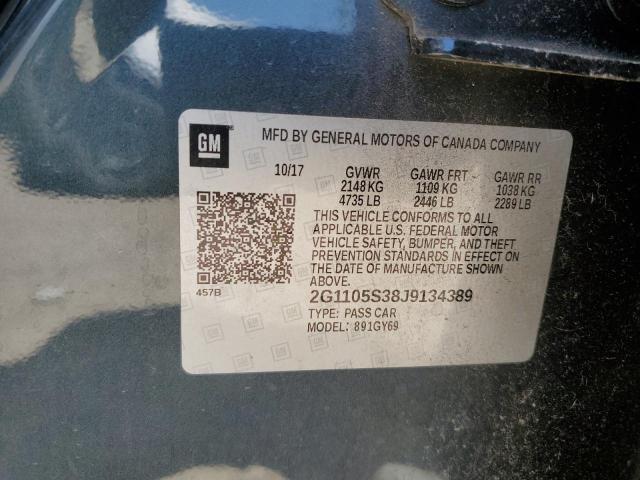 GM
MFD BY GENERAL MOTORS OF CANADA COMPANY
10/17 GVWR GAWR FRT GAWR RR
2148 KG 1109 KG 1038 KG
4735 LB 2446 LB 2289 LB
THIS VEHICLE CONFORMS TO ALL
APPLICABLE U.S. FEDERAL MOTOR
VEHICLE SAFETY, BUMPER, AND THEFT
PREVENTION STANDARDS IN EFFECT ON
THE DATE OF MANUFACTURE SHOWN
ABOVE.
457B
2G1105S38J9134389
TYPE: PASS CAR
MODEL: 891GY69